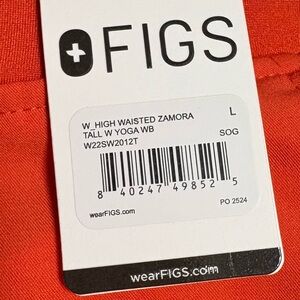 FIGS
W_HIGH WAISTED ZAMORA L
TALL W YOGA WB
W22SW2012T SOG
8 40247 49852 5
wearFIGS.com PO 2524
wearFIGS.com